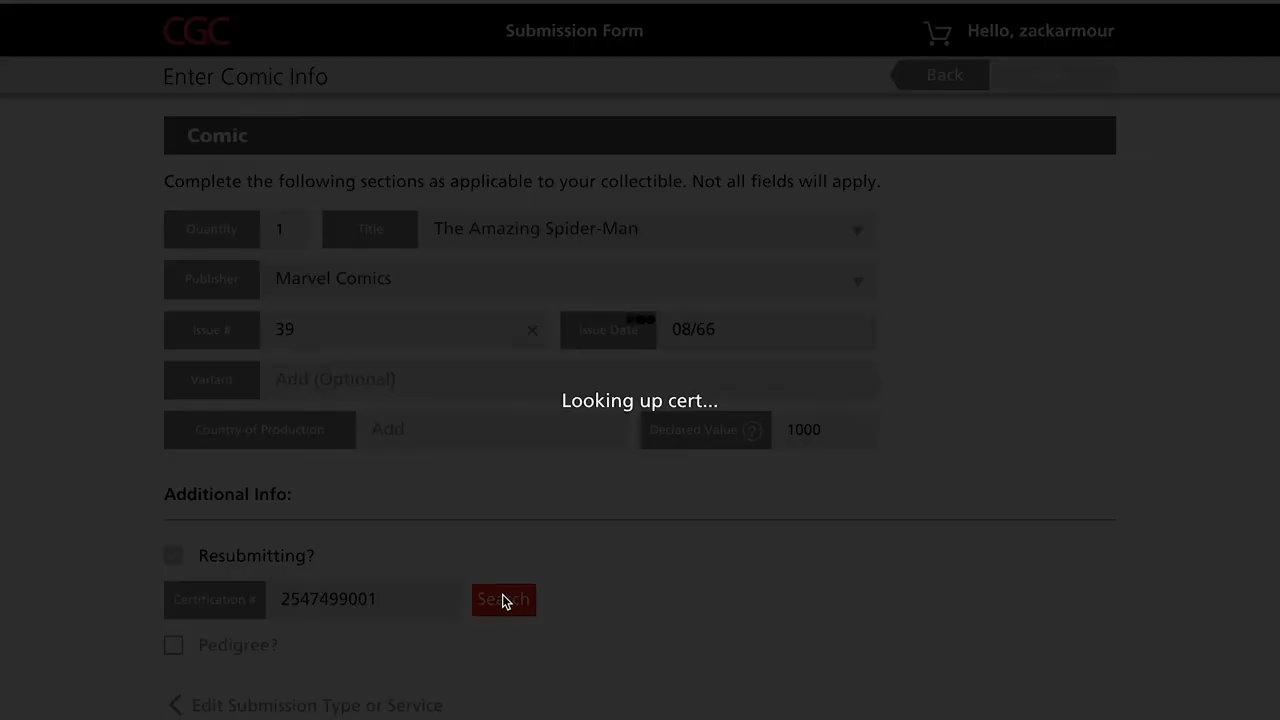 CGC Submission Form Hello, zackarmour
Enter Comic Info Back
Comic
Complete the following sections as applicable to your collectible. Not all fields will apply.
Quantity 1 Title The Amazing Spider-Man
Publisher Marvel Comics
Issue # 39 Issue Date 08/66
Variant Add (Optional)
Looking up cert...
Country of Production Add Declared Value ? 1000
Additional Info:
Resubmitting?
Certification # 2547499001 Search
Pedigree?
Edit Submission Type or Service